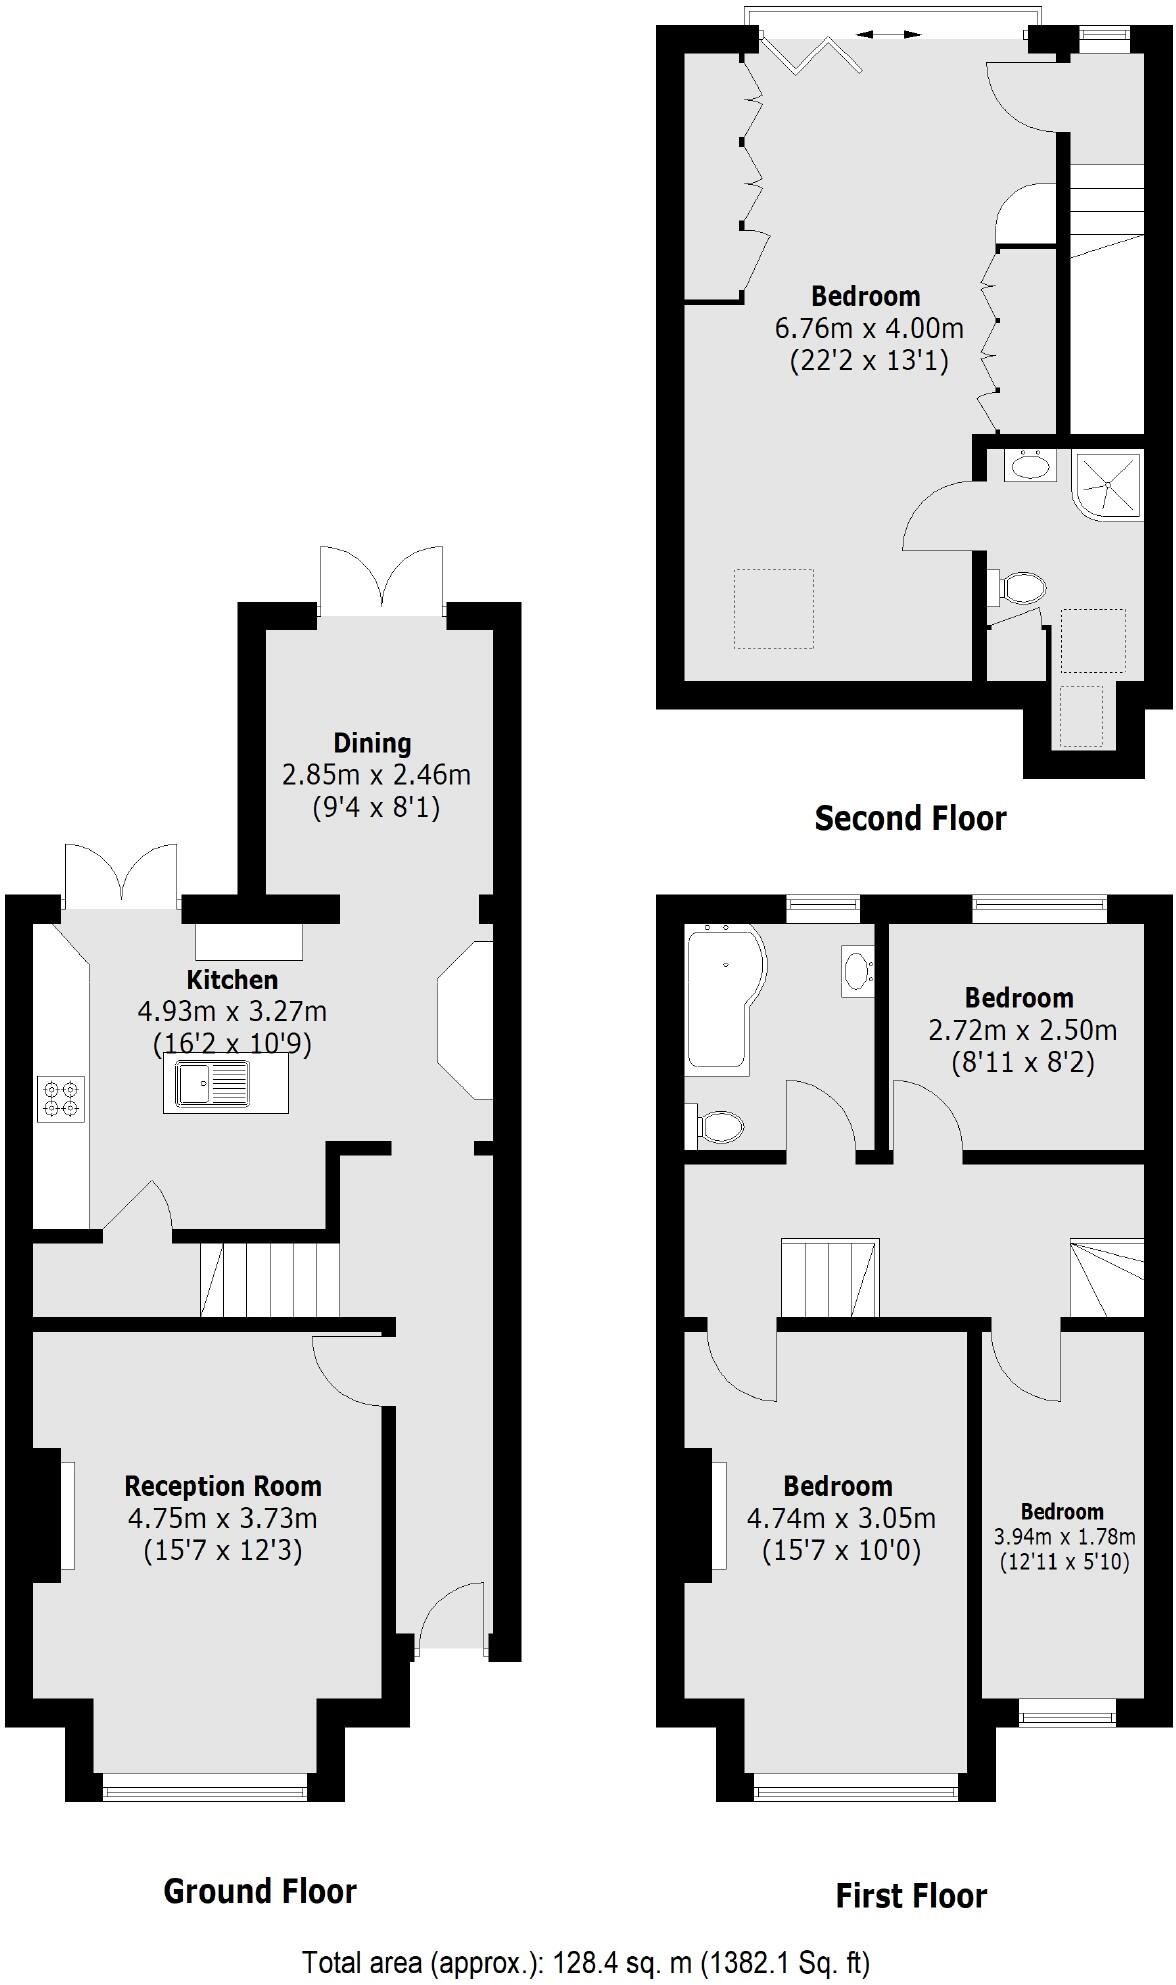 Bedroom
6.76m x 4.00m
(22'2 x 13'1)
Second Floor
Dining
2.85m x 2.46m
(9'4 x 8'1)
Kitchen
4.93m x 3.27m
(16'2 x 10'9)
Reception Room
4.75m x 3.73m
(15'7 x 12'3)
Ground Floor
Bedroom
2.72m x 2.50m
(8'11 x 8'2)
Bedroom
4.74m x 3.05m
(15'7 x 10'0)
Bedroom
3.94m x 1.78m
(12'11 x 5'10)
First Floor
Total area (approx.): 128.4 sq. m (1382.1 Sq. ft)